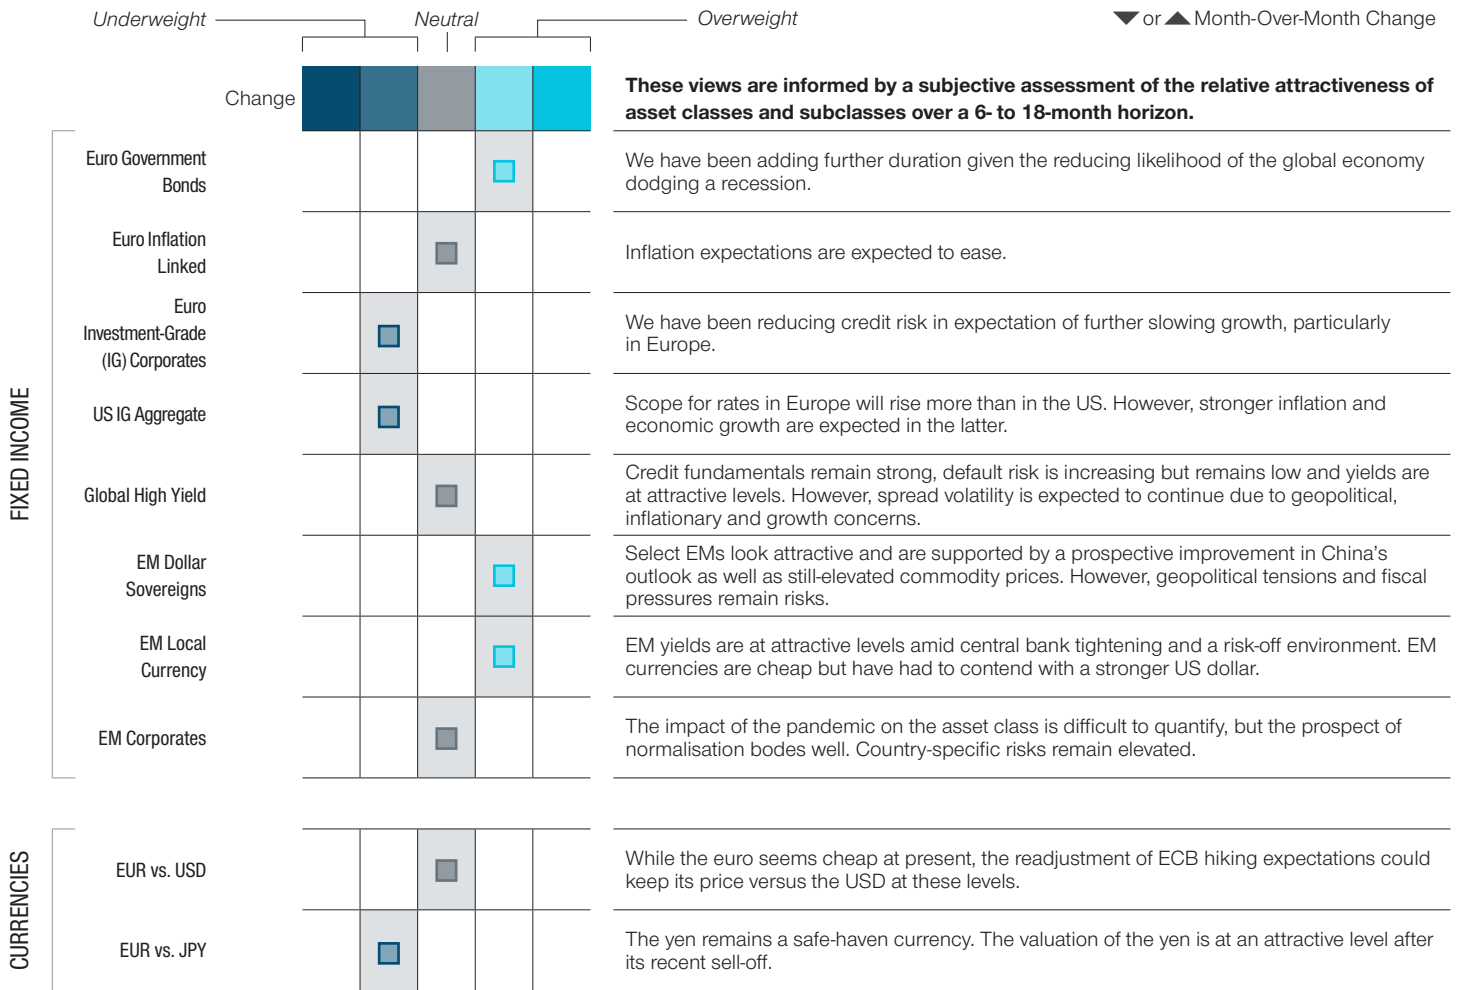 Underweight
Neutral
Overweight
or Month-Over-Month Change
Change
These views are informed by a subjective assessment of the relative attractiveness of
asset classes and subclasses over a 6- to 18-month horizon.
FIXED INCOME
Euro Government
Bonds
We have been adding further duration given the reducing likelihood of the global economy
dodging a recession.
Euro Inflation
Linked
Inflation expectations are expected to ease.
Euro
Investment-Grade
(IG) Corporates
We have been reducing credit risk in expectation of further slowing growth, particularly
in Europe.
US IG Aggregate
Scope for rates in Europe will rise more than in the US. However, stronger inflation and
economic growth are expected in the latter.
Global High Yield
Credit fundamentals remain strong, default risk is increasing but remains low and yields are
at attractive levels. However, spread volatility is expected to continue due to geopolitical,
inflationary and growth concerns.
EM Dollar
Sovereigns
Select EMs look attractive and are supported by a prospective improvement in China's
outlook as well as still-elevated commodity prices. However, geopolitical tensions and fiscal
pressures remain risks.
EM Local
Currency
EM yields are at attractive levels amid central bank tightening and a risk-off environment. EM
currencies are cheap but have had to contend with a stronger US dollar.
EM Corporates
The impact of the pandemic on the asset class is difficult to quantify, but the prospect of
normalisation bodes well. Country-specific risks remain elevated.
CURRENCIES
EUR vs. USD
While the euro seems cheap at present, the readjustment of ECB hiking expectations could
keep its price versus the USD at these levels.
EUR vs. JPY
The yen remains a safe-haven currency. The valuation of the yen is at an attractive level after
its recent sell-off.